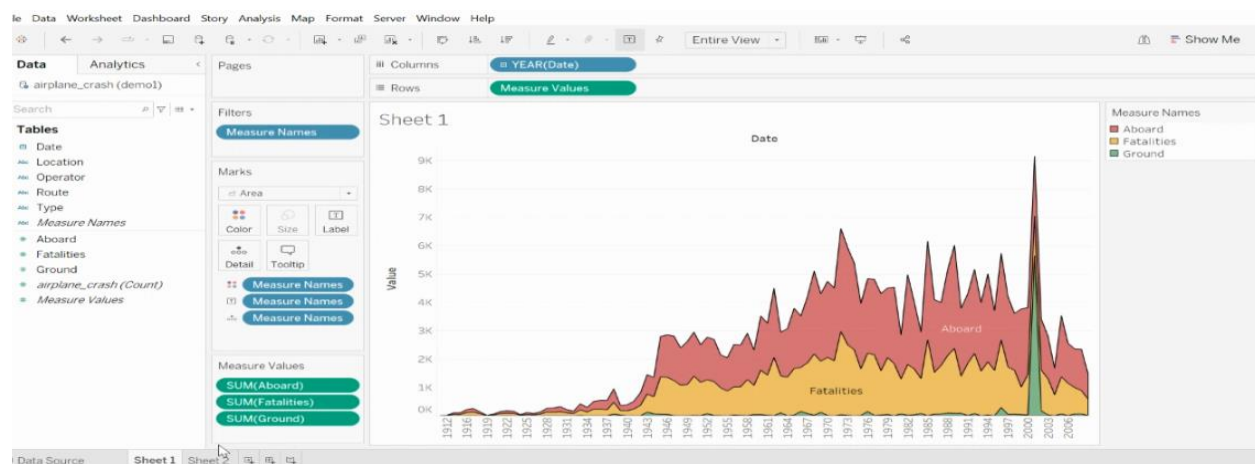 le Data Worksheet Dashboard Story Analysis Map Format Server Window Help
Entire View
Show Me
Data Analytics
Pages
Columns
YEAR(Date)
airplane_crash (demo1)
Rows
Measure Values
Search
Filters
Measure Names
Sheet 1
Measure Names
Aboard
Fatalities
Ground
Tables
Date
Location
Operator
Route
Type
Measure Names
Aboard
Fatalities
Ground
airplane_crash (Count)
Measure Values
Marks
Area
Color Size Label
Detail Tooltip
Measure Names
Measure Names
Measure Names
Measure Values
SUM(Aboard)
SUM(Fatalities)
SUM(Ground)
Date
Value
9K
8K
7K
6K
5K
4K
3K
2K
1K
0K
Aboard
Fatalities
1912 1916 1919 1922 1925 1928 1931 1934 1937 1940 1943 1946 1949 1952 1955 1958 1961 1964 1967 1970 1973 1976 1979 1982 1985 1988 1991 1994 1997 2000 2003 2006
Data Source Sheet 1 Sheet 2